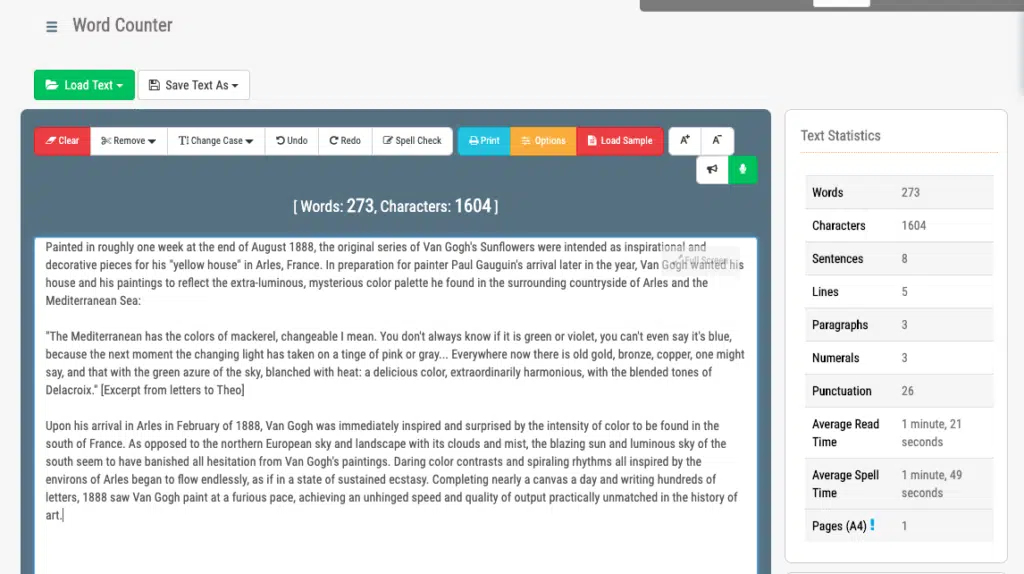 Word Counter
Load Text
Save Text As
Clear
Remove
T! Change Case
Undo
Redo
Spell Check
Print
Options
Load Sample
A+
A-
[ Words: 273, Characters: 1604 ]
Full Screen
Painted in roughly one week at the end of August 1888, the original series of Van Gogh's Sunflowers were intended as inspirational and
decorative pieces for his "yellow house" in Arles, France. In preparation for painter Paul Gauguin's arrival later in the year, Van Gogh wanted his
house and his paintings to reflect the extra-luminous, mysterious color palette he found in the surrounding countryside of Arles and the
Mediterranean Sea:
"The Mediterranean has the colors of mackerel, changeable I mean. You don't always know if it is green or violet, you can't even say it's blue,
because the next moment the changing light has taken on a tinge of pink or gray... Everywhere now there is old gold, bronze, copper, one might
say, and that with the green azure of the sky, blanched with heat: a delicious color, extraordinarily harmonious, with the blended tones of
Delacroix." [Excerpt from letters to Theo]
Upon his arrival in Arles in February of 1888, Van Gogh was immediately inspired and surprised by the intensity of color to be found in the
south of France. As opposed to the northern European sky and landscape with its clouds and mist, the blazing sun and luminous sky of the
south seem to have banished all hesitation from Van Gogh's paintings. Daring color contrasts and spiraling rhythms all inspired by the
environs of Arles began to flow endlessly, as if in a state of sustained ecstasy. Completing nearly a canvas a day and writing hundreds of
letters, 1888 saw Van Gogh paint at a furious pace, achieving an unhinged speed and quality of output practically unmatched in the history of
art.
Text Statistics
Words 273
Characters 1604
Sentences 8
Lines 5
Paragraphs 3
Numerals 3
Punctuation 26
Average Read Time 1 minute, 21 seconds
Average Spell Time 1 minute, 49 seconds
Pages (A4) ! 1